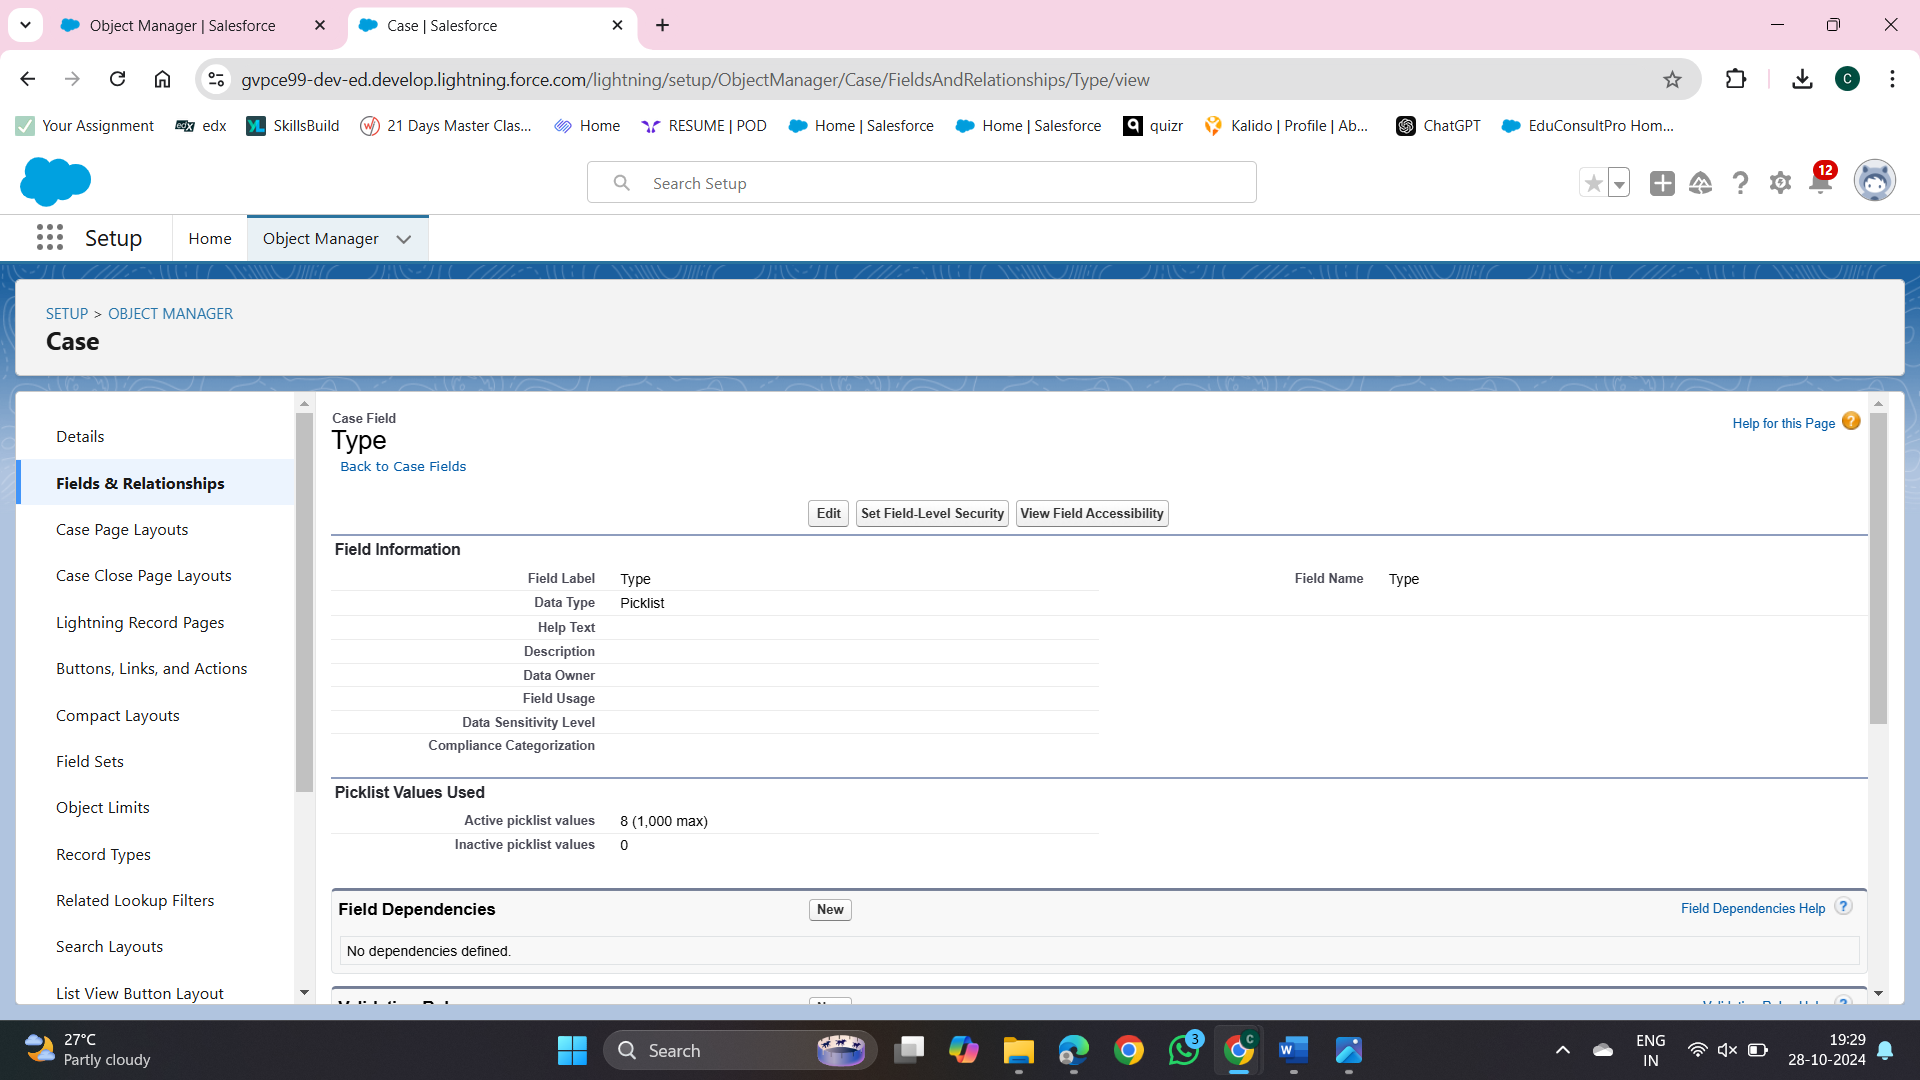 Object Manager | Salesforce
Case | Salesforce
gvpce99-dev-ed.develop.lightning.force.com/lightning/setup/ObjectManager/Case/FieldsAndRelationships/Type/view
C
Your Assignment
edx
SkillsBuild
21 Days Master Clas...
Home
RESUME | POD
Home | Salesforce
Home | Salesforce
quizr
Kalido | Profile | Ab...
ChatGPT
EduConsultPro Hom...
Search Setup
12
Setup
Home
Object Manager
SETUP > OBJECT MANAGER
Case
Details
Fields & Relationships
Case Page Layouts
Case Close Page Layouts
Lightning Record Pages
Buttons, Links, and Actions
Compact Layouts
Field Sets
Object Limits
Record Types
Related Lookup Filters
Search Layouts
List View Button Layout
Case Field
Type
Back to Case Fields
Help for this Page
Edit
Set Field-Level Security
View Field Accessibility
Field Information
Field Label Type
Field Name Type
Data Type Picklist
Help Text
Description
Data Owner
Field Usage
Data Sensitivity Level
Compliance Categorization
Picklist Values Used
Active picklist values 8 (1,000 max)
Inactive picklist values 0
Field Dependencies
New
Field Dependencies Help
No dependencies defined.
27°C
Partly cloudy
Search
3
ENG
IN
19:29
28-10-2024